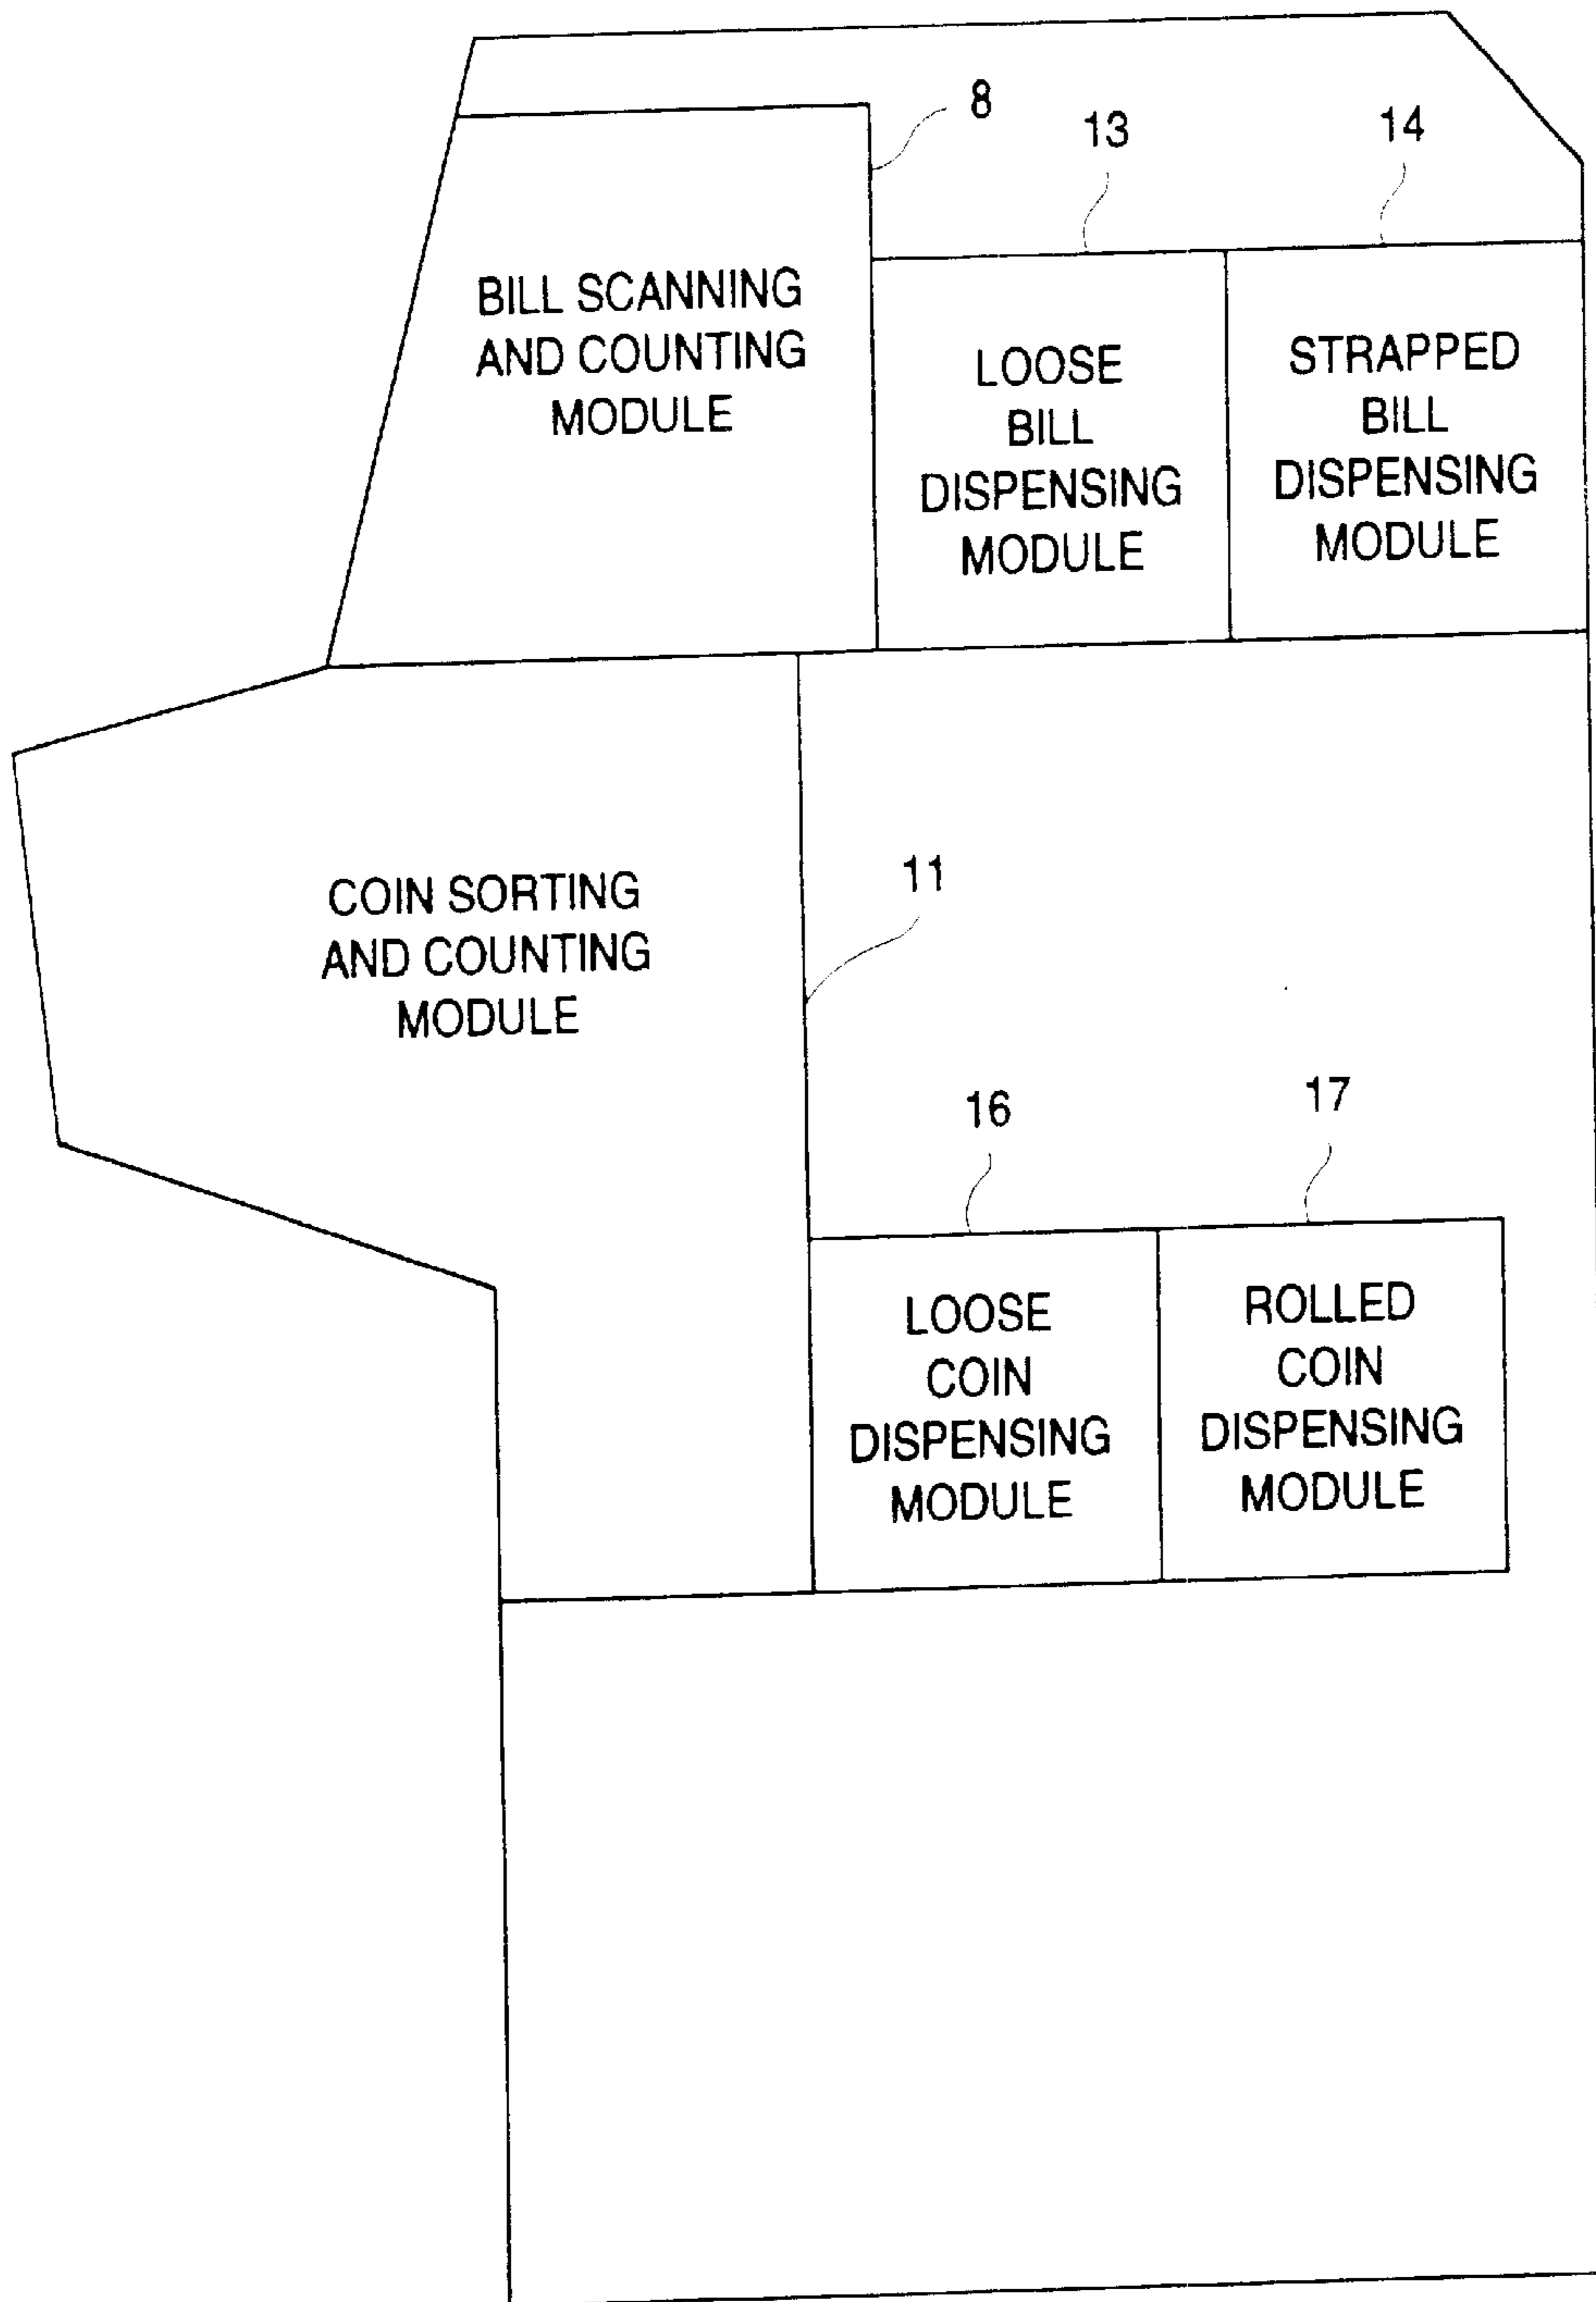 8
13
14
BILL SCANNING
AND COUNTING
MODULE
LOOSE
BILL
DISPENSING
MODULE
STRAPPED
BILL
DISPENSING
MODULE
COIN SORTING
AND COUNTING
MODULE
11
16
17
LOOSE
COIN
DISPENSING
MODULE
ROLLED
COIN
DISPENSING
MODULE